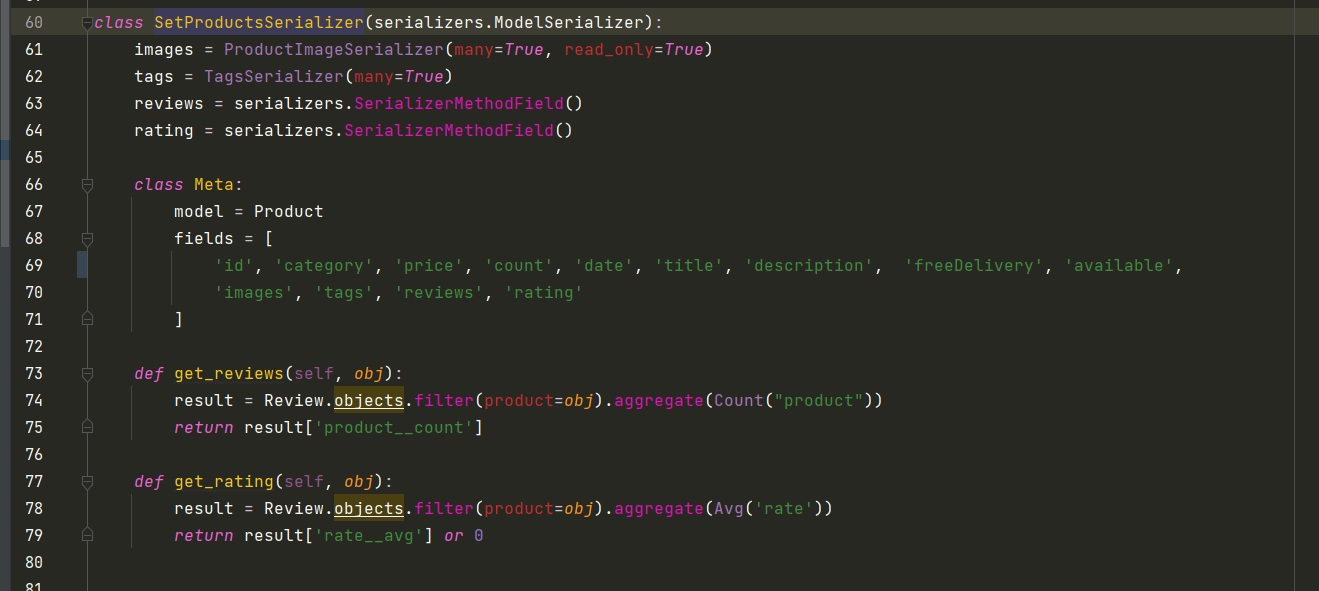 60 class SetProductsSerializer(serializers.ModelSerializer):
61     images = ProductImageSerializer(many=True, read_only=True)
62     tags = TagsSerializer(many=True)
63     reviews = serializers.SerializerMethodField()
64     rating = serializers.SerializerMethodField()
65
66     class Meta:
67         model = Product
68         fields = [
69             'id', 'category', 'price', 'count', 'date', 'title', 'description',  'freeDelivery', 'available',
70             'images', 'tags', 'reviews', 'rating'
71         ]
72
73     def get_reviews(self, obj):
74         result = Review.objects.filter(product=obj).aggregate(Count("product"))
75         return result['product__count']
76
77     def get_rating(self, obj):
78         result = Review.objects.filter(product=obj).aggregate(Avg('rate'))
79         return result['rate__avg'] or 0
80
81